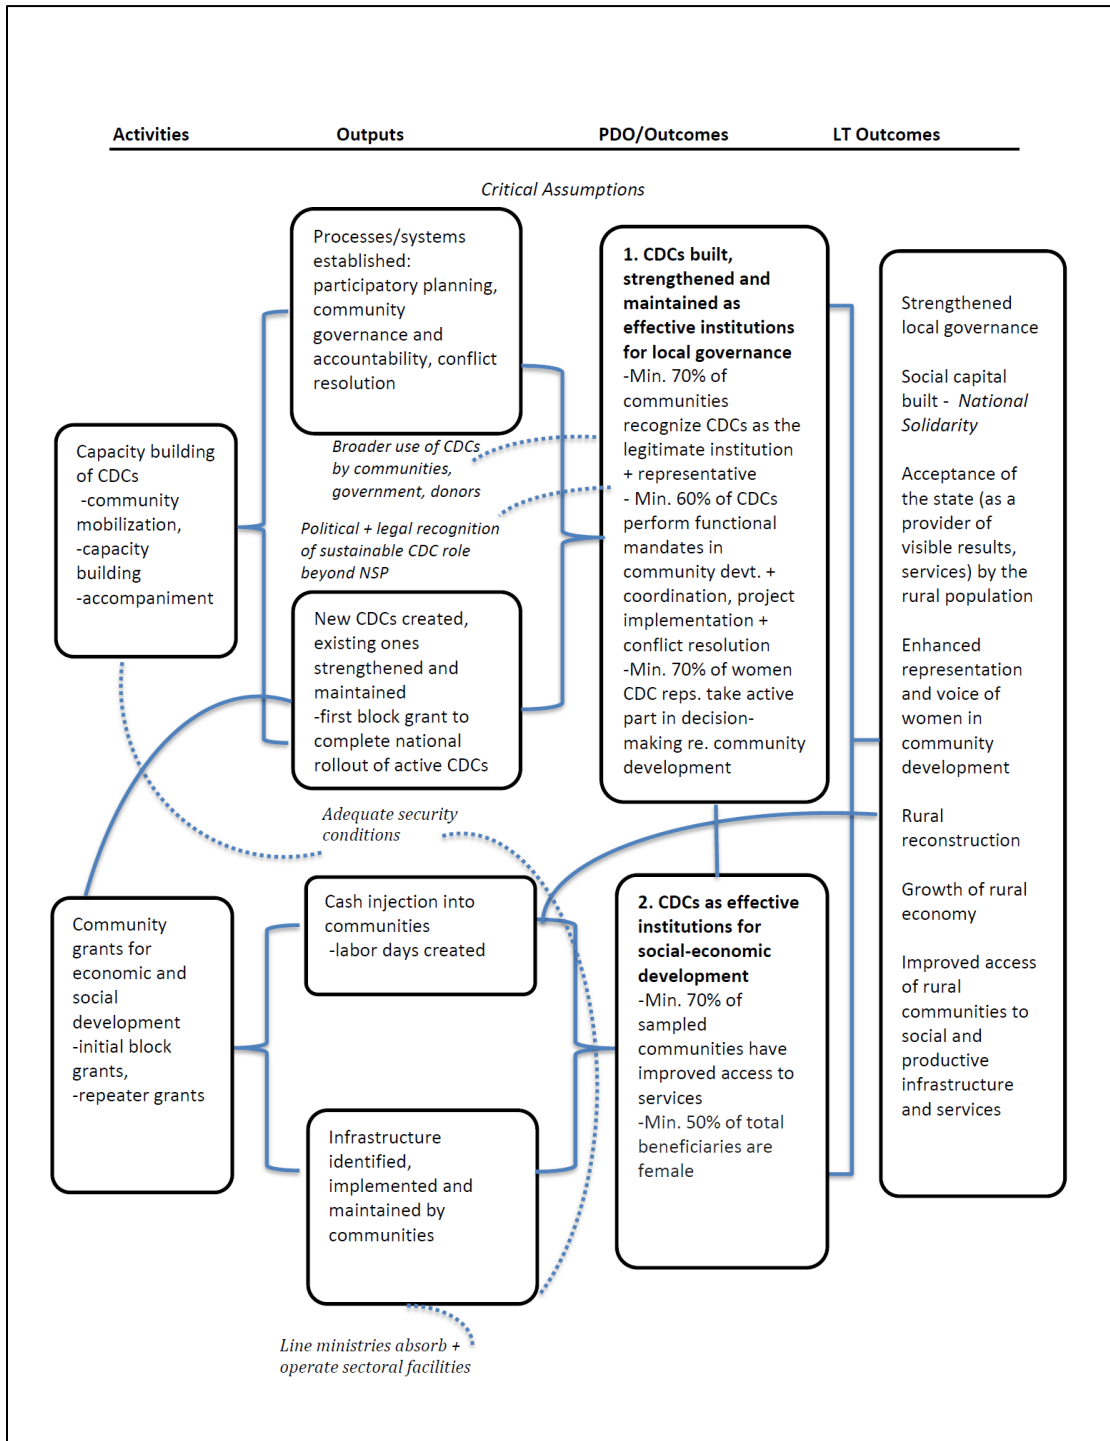 Activities
Outputs
PDO/Outcomes
LT Outcomes
Critical Assumptions
Capacity building
of CDCs
-community
mobilization,
-capacity
building
-accompaniment
Community
grants for
economic and
social
development
-initial block
grants,
-repeater grants
Processes/systems
established:
participatory planning,
community
governance and
accountability, conflict
resolution
Broader use of CDCs
by communities,
government, donors
Political + legal recognition
of sustainable CDC role
beyond NSP
New CDCs created,
existing ones
strengthened and
maintained
-first block grant to
complete national
rollout of active CDCs
Adequate security
conditions
Cash injection into
communities
-labor days created
Infrastructure
identified,
implemented and
maintained by
communities
Line ministries absorb +
operate sectoral facilities
1. CDCs built,
strengthened and
maintained as
effective institutions
for local governance
-Min. 70% of
communities
recognize CDCs as the
legitimate institution
+ representative
- Min. 60% of CDCs
perform functional
mandates in
community devt. +
coordination, project
implementation +
conflict resolution
-Min. 70% of women
CDC reps. take active
part in decision-
making re. community
development
2. CDCs as effective
institutions for
social-economic
development
-Min. 70% of
sampled
communities have
improved access to
services
-Min. 50% of total
beneficiaries are
female
Strengthened
local governance
Social capital
built - National
Solidarity
Acceptance of
the state (as a
provider of
visible results,
services) by the
rural population
Enhanced
representation
and voice of
women in
community
development
Rural
reconstruction
Growth of rural
economy
Improved access
of rural
communities to
social and
productive
infrastructure
and services